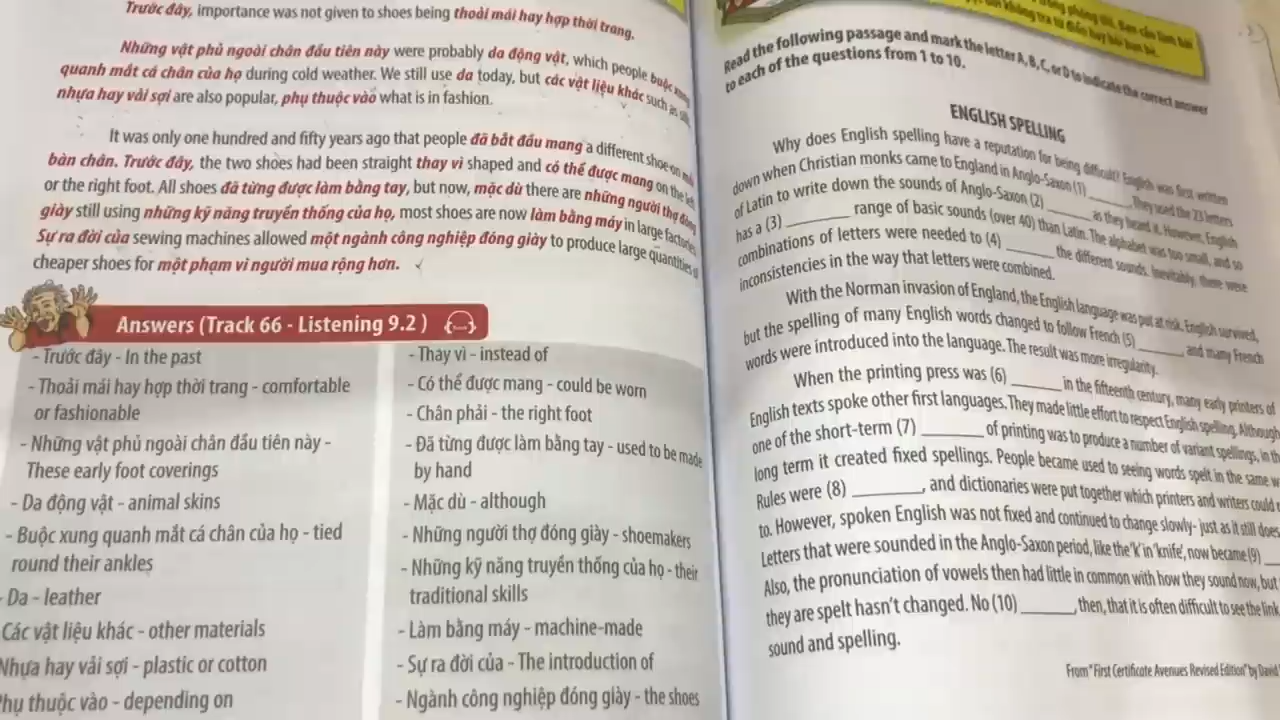 Trước đây, importance was not given to shoes being thoải mái hay hợp thời trang.
Những vật phủ ngoài chân đầu tiên này were probably da động vật, which people buộc xung
quanh mắt cá chân của họ during cold weather. We still use da today, but các vật liệu khác such as
nhựa hay vải sợi are also popular, phụ thuộc vào what is in fashion.
It was only one hundred and fifty years ago that people đã bắt đầu mang a different shoe on
bàn chân. Trước đây, the two shoes had been straight thay vì shaped and có thể được mang on the left
or the right foot. All shoes đã từng được làm bằng tay, but now, mặc dù there are những người thợ đóng
giày still using những kỹ năng truyền thống của họ, most shoes are now làm bằng máy in large factories
Sự ra đời của sewing machines allowed một ngành công nghiệp đóng giày to produce large quantities
cheaper shoes for một phạm vi người mua rộng hơn.
Answers (Track 66 - Listening 9.2 )
- Trước đây - In the past
- Thoải mái hay hợp thời trang - comfortable
or fashionable
- Những vật phủ ngoài chân đầu tiên này -
These early foot coverings
- Da động vật - animal skins
- Buộc xung quanh mắt cá chân của họ - tied
round their ankles
- Da - leather
Các vật liệu khác - other materials
Nhựa hay vải sợi - plastic or cotton
Phụ thuộc vào - depending on
- Thay vì - instead of
- Có thể được mang - could be worn
- Chân phải - the right foot
- Đã từng được làm bằng tay - used to be made
by hand
- Mặc dù - although
- Những người thợ đóng giày - shoemakers
- Những kỹ năng truyền thống của họ - their
traditional skills
- Làm bằng máy - machine-made
- Sự ra đời của - The introduction of
- Ngành công nghiệp đóng giày - the shoes
Read the following passage and mark the letter A, B, C, or D to indicate the correct answer
to each of the questions from 1 to 10.
ENGLISH SPELLING
Why does English spelling have a reputation for being difficult? English was first written
down when Christian monks came to England in Anglo-Saxon (1) ______. They used the 23 letters
of Latin to write down the sounds of Anglo-Saxon (2) ______ as they heard it. However, English
has a (3) ______ range of basic sounds (over 40) than Latin. The alphabet was too small, and so
combinations of letters were needed to (4) ______ the different sounds. Inevitably, there were
inconsistencies in the way that letters were combined.
With the Norman invasion of England, the English language was put at risk. English survived,
but the spelling of many English words changed to follow French (5) ______ and many French
words were introduced into the language. The result was more irregularity.
When the printing press was (6) ______ in the fifteenth century, many early printers of
English texts spoke other first languages. They made little effort to respect English spelling. Although
one of the short-term (7) ______ of printing was to produce a number of variant spellings, in the
long term it created fixed spellings. People became used to seeing words spelt in the same
Rules were (8) ______, and dictionaries were put together which printers and writers could
to. However, spoken English was not fixed and continued to change slowly- just as it still does
Letters that were sounded in the Anglo-Saxon period, like the 'k' in 'knife', now became (9) ___
Also, the pronunciation of vowels then had little in common with how they sound now, but
they are spelt hasn't changed. No (10) ______, then, that it is often difficult to see the link
sound and spelling.
From "First Certificate Avenues Revised Edition" by David